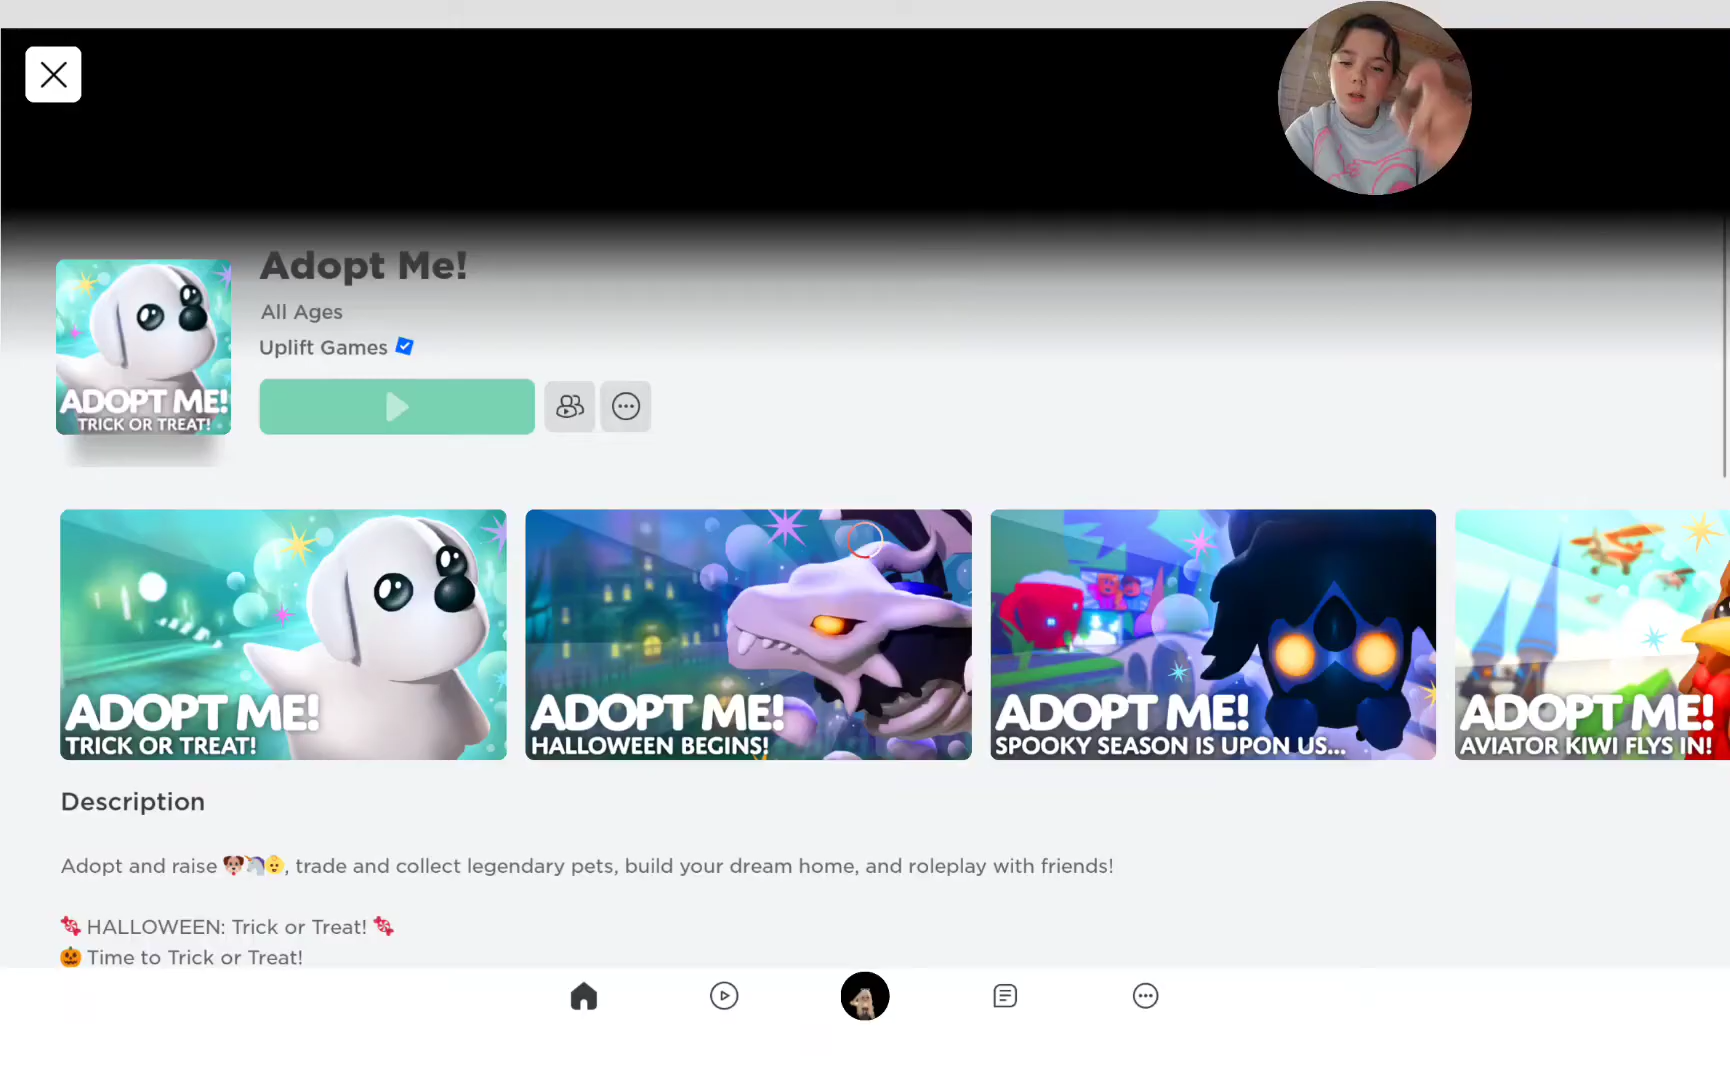 Adopt Me!
All Ages
Uplift Games
ADOPT ME!
TRICK OR TREAT!
ADOPT ME!
TRICK OR TREAT!
ADOPT ME!
HALLOWEEN BEGINS!
ADOPT ME!
SPOOKY SEASON IS UPON US...
ADOPT ME!
AVIATOR KIWI FLYS IN!
Description
Adopt and raise 🐶🦄👶, trade and collect legendary pets, build your dream home, and roleplay with friends!
🍬 HALLOWEEN: Trick or Treat! 🍬
🎃 Time to Trick or Treat!